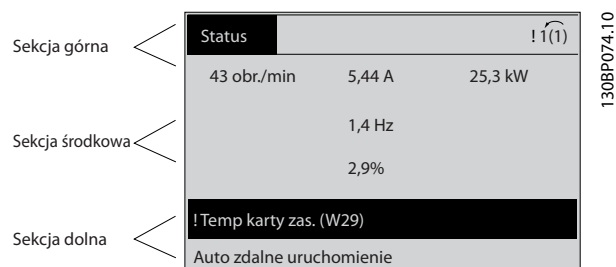 Status
! 1(1)
Sekcja górna
43 obr./min 5,44 A 25,3 kW
1,4 Hz
Sekcja środkowa
2,9%
! Temp karty zas. (W29)
Sekcja dolna
Auto zdalne uruchomienie
130BP074.10